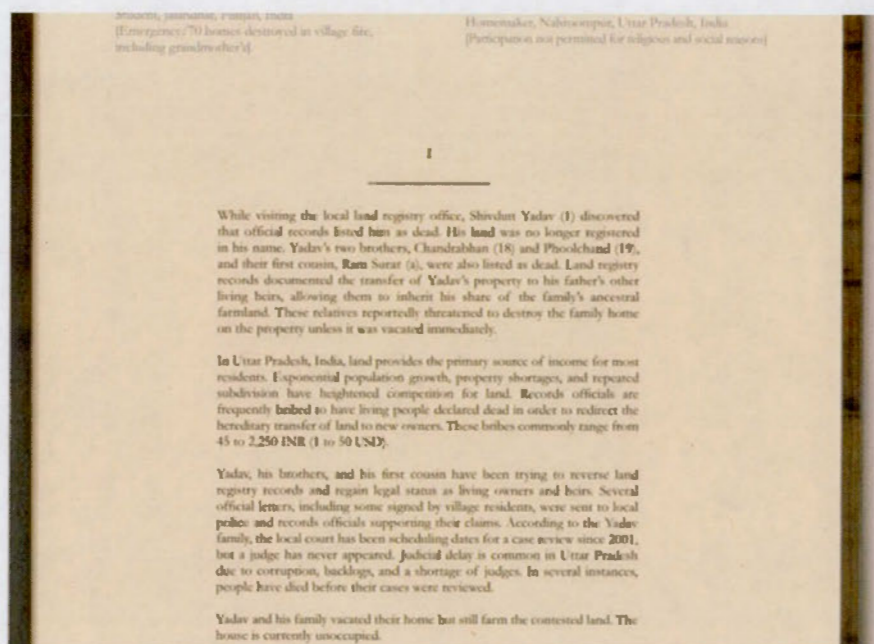 Student, Jalandhar, Punjab, India
[Emergency: 70 homes destroyed in village fire,
including grandmother's]
Homemaker, Uttar Pradesh, India
[Participation not permitted for religious and social reasons]
I
While visiting the local land registry office, Shivdutt Yadav (1) discovered
that official records listed him as dead. His land was no longer registered
in his name. Yadav's two brothers, Chandrabhan (18) and Phoolchand (19),
and their first cousin, Ram Surat (a), were also listed as dead. Land registry
records documented the transfer of Yadav's property to his father's other
living heirs, allowing them to inherit his share of the family's ancestral
farmland. These relatives reportedly threatened to destroy the family home
on the property unless it was vacated immediately.
In Uttar Pradesh, India, land provides the primary source of income for most
residents. Exponential population growth, property shortages, and repeated
subdivision have heightened competition for land. Records officials are
frequently bribed to have living people declared dead in order to redirect the
hereditary transfer of land to new owners. These bribes commonly range from
45 to 2,250 INR (1 to 50 USD).
Yadav, his brothers, and his first cousin have been trying to reverse land
registry records and regain legal status as living owners and heirs. Several
official letters, including some signed by village residents, were sent to local
police and records officials supporting their claims. According to the Yadav
family, the local court has been scheduling dates for a case review since 2001,
but a judge has never appeared. Judicial delay is common in Uttar Pradesh
due to corruption, backlogs, and a shortage of judges. In several instances,
people have died before their cases were reviewed.
Yadav and his family vacated their home but still farm the contested land. The
house is currently unoccupied.